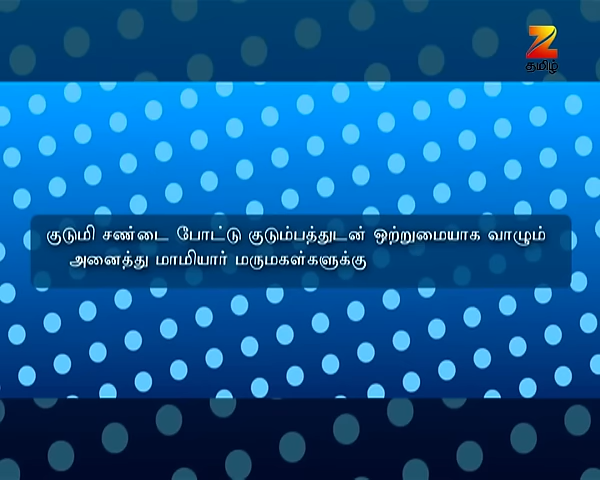 தமிழ்
குடுமி சண்டை போட்டு குடும்பத்துடன் ஒற்றுமையாக வாழும்
அனைத்து மாமியார் மருமகள்களுக்கு